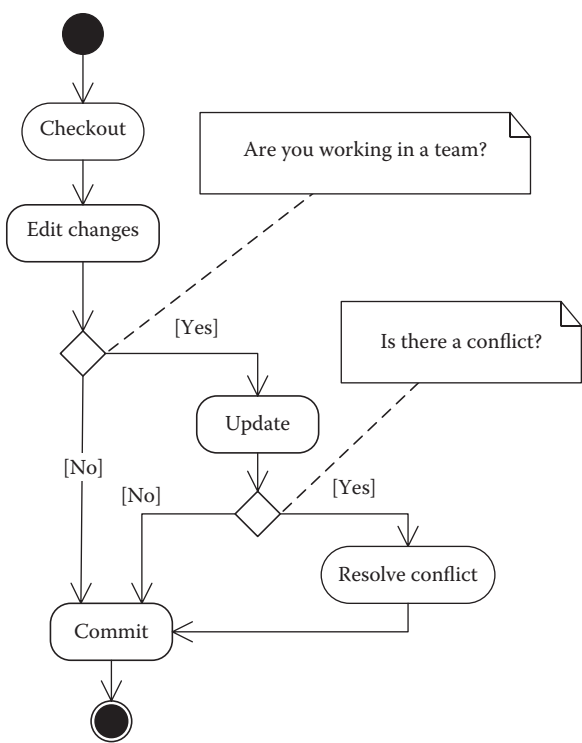 Checkout
Are you working in a team?
Edit changes
[Yes]
Is there a conflict?
Update
[No]
[No]
[Yes]
Resolve conflict
Commit